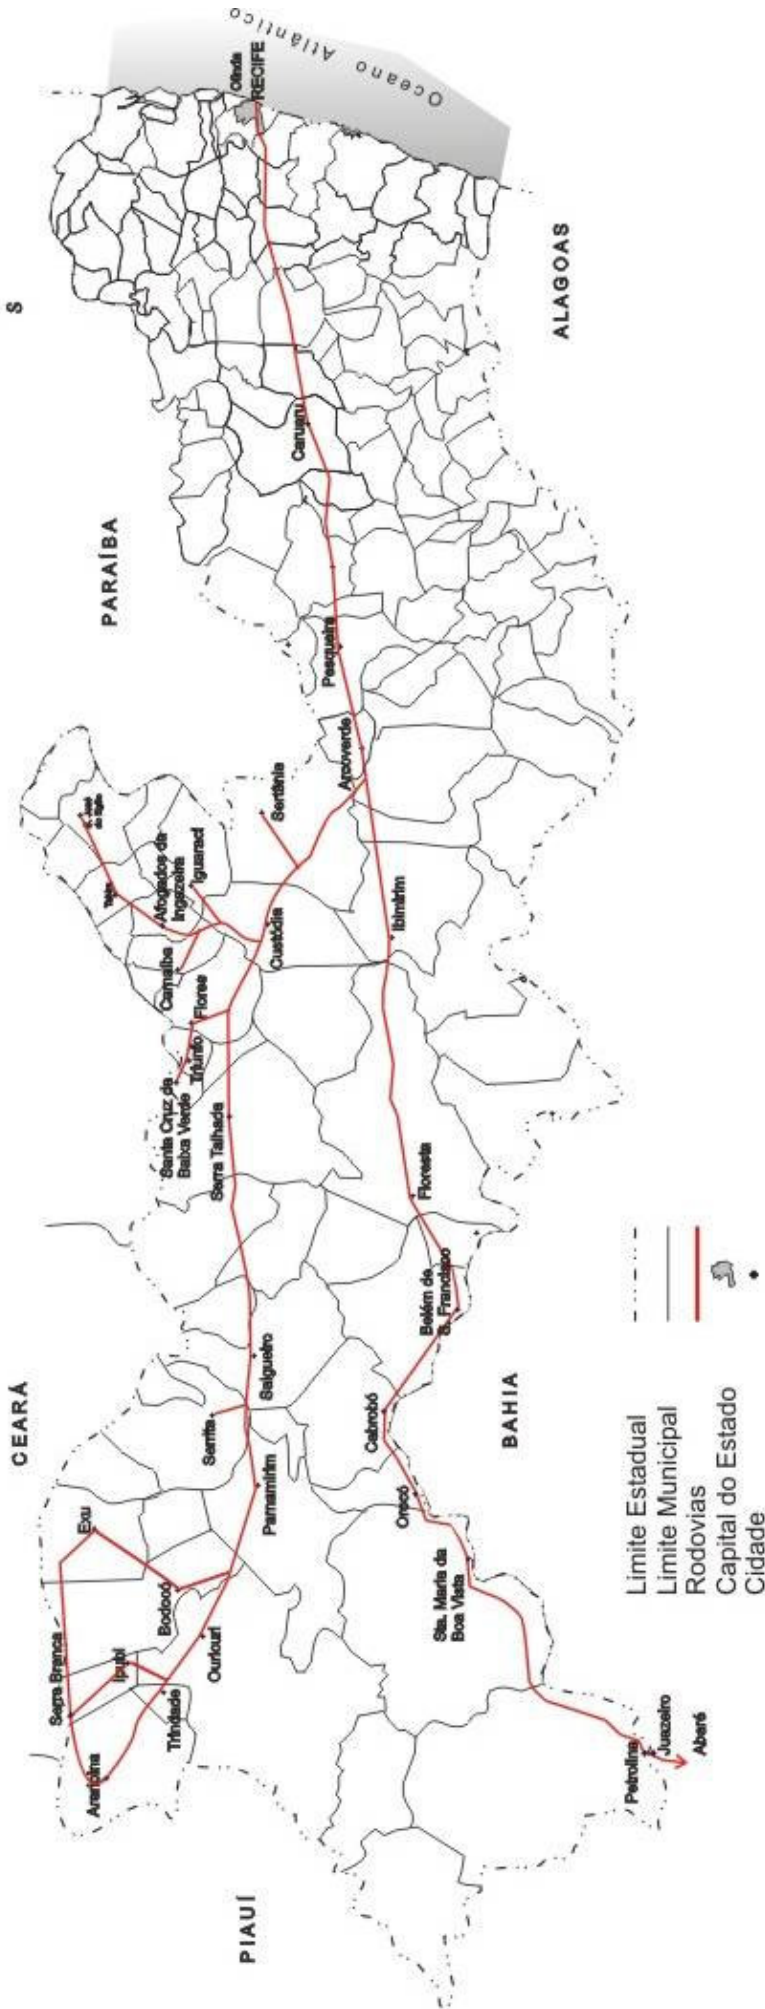 S
Oceano Atlântico
Olinda
RECIFE
PARAÍBA
ALAGOAS
Caruaru
Pesqueira
Arcoverde
Sertânia
S. José
do Egito
Afogados da
Ingazeira
Iguaraci
Custódia
Ibimirim
Carnaíba
Flores
Triunfo
Santa Cruz da
Baixa Verde
Serra Talhada
Floresta
Belém de
S. Francisco
CEARÁ
Salgueiro
Serrita
Cabrobó
BAHIA
Parnamirim
Orocó
Exu
Bodocó
Ouricuri
Sta. Maria da
Boa Vista
Serra Branca
Ipubi
Trindade
Araripina
Petrolina
Juazeiro
Abaré
PIAUÍ
Limite Estadual
Limite Municipal
Rodovias
Capital do Estado
Cidade